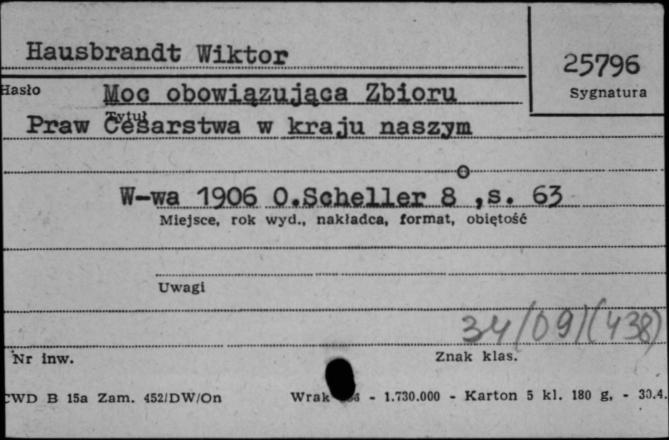 Hausbrandt Wiktor
25796
Hasło
Sygnatura
Moc obowiązująca Zbioru
Tytuł
Praw Cesarstwa w kraju naszym
o
W-wa 1906 O.Scheller 8 ,s. 63
Miejsce, rok wyd., nakładca, format, objętość
Uwagi
34/09/(438)
Nr inw.
Znak klas.
CWD B 15a Zam. 452/DW/On
Wrak - 1.730.000 - Karton 5 kl. 180 g. - 30.4.